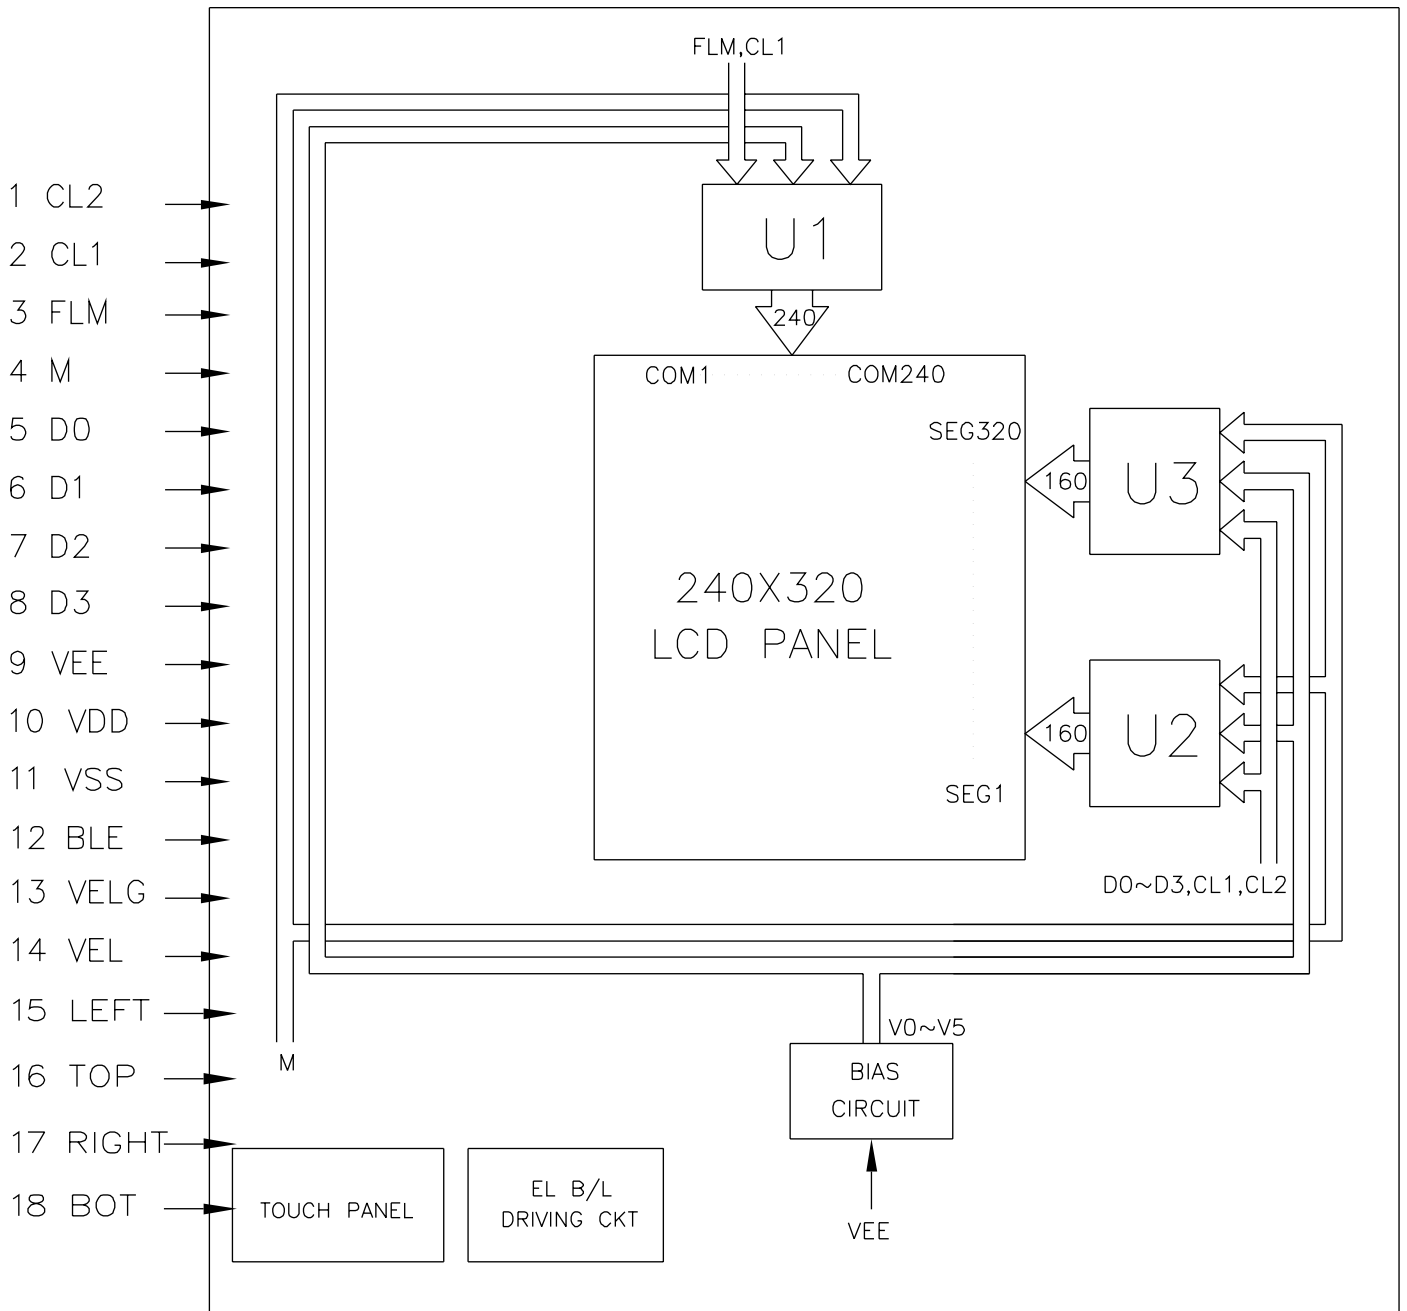 FLM,CL1
1 CL2
2 CL1
3 FLM
4 M
5 D0
6 D1
7 D2
8 D3
9 VEE
10 VDD
11 VSS
12 BLE
13 VELG
14 VEL
15 LEFT
16 TOP
17 RIGHT
18 BOT
U1
240
COM1
COM240
SEG320
160
U3
240X320
LCD PANEL
160
U2
SEG1
D0~D3,CL1,CL2
V0~V5
M
BIAS
CIRCUIT
TOUCH PANEL
EL B/L
DRIVING CKT
VEE